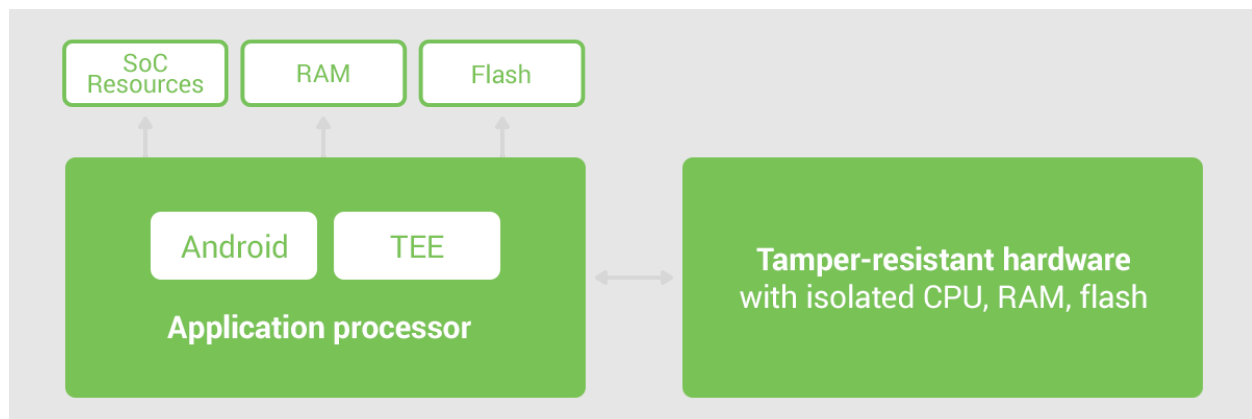 SoC
Resources
RAM
Flash
Android
TEE
Application processor
Tamper-resistant hardware
with isolated CPU, RAM, flash